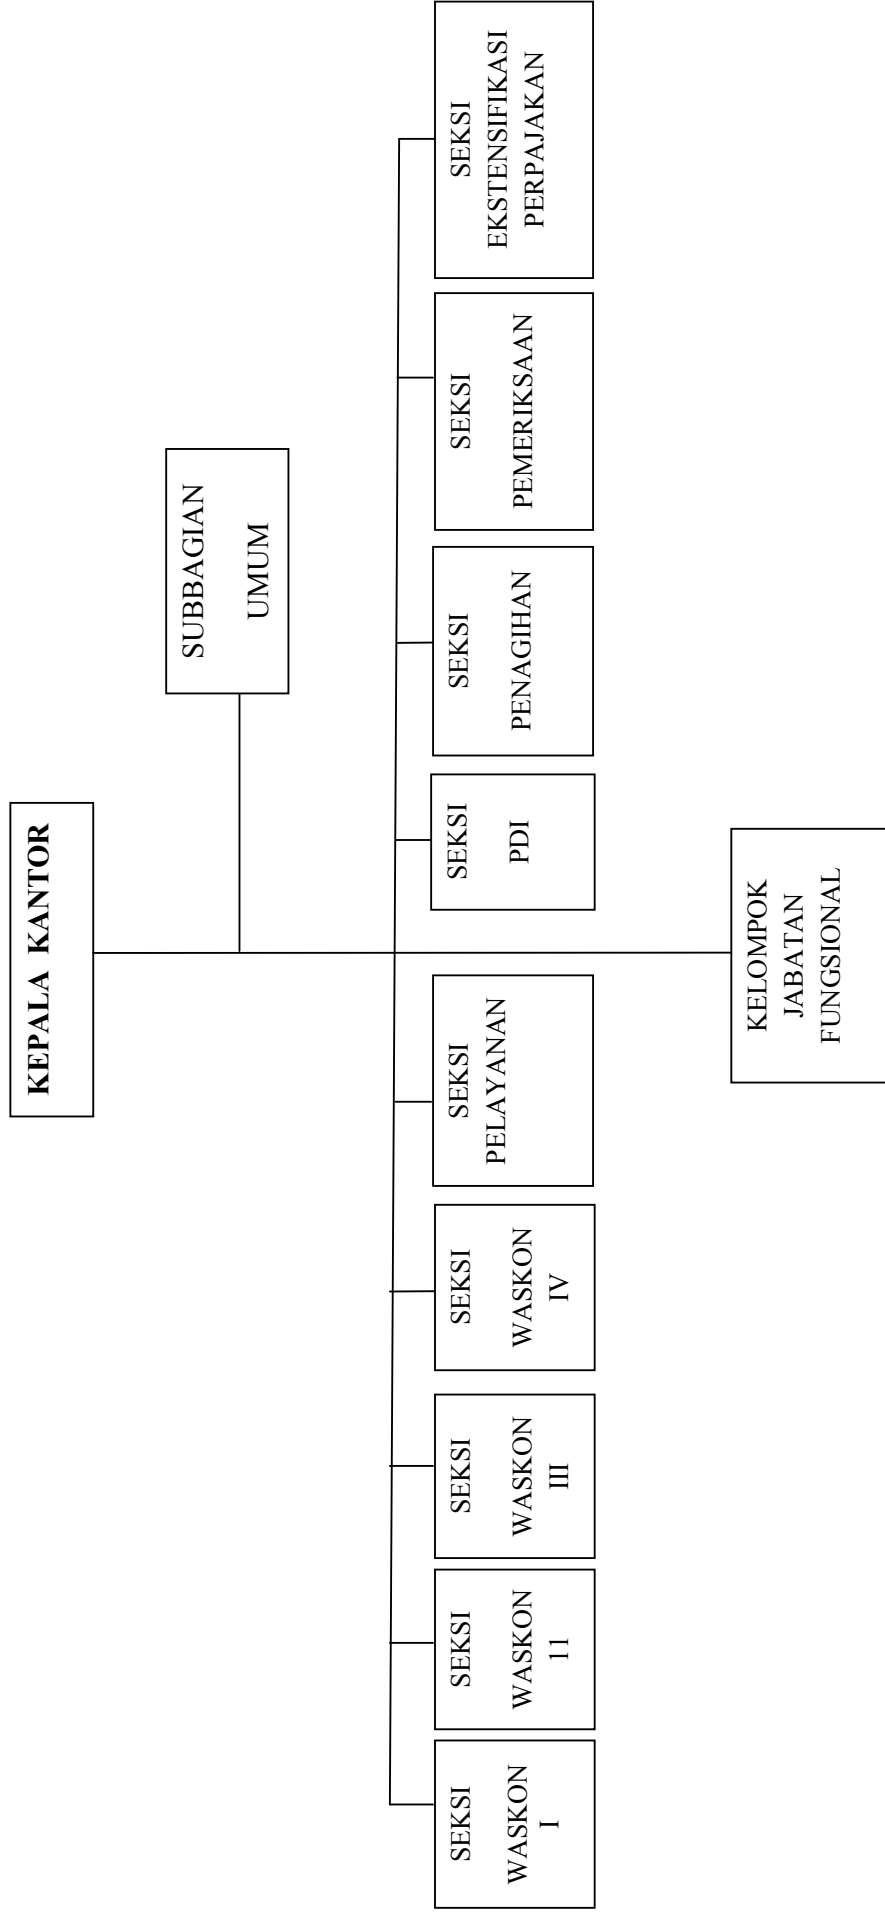 KEPALA KANTOR
SUBBAGIAN
UMUM
SEKSI
WASKON
I
SEKSI
WASKON
11
SEKSI
WASKON
III
SEKSI
WASKON
IV
SEKSI
PELAYANAN
SEKSI
PDI
SEKSI
PENAGIHAN
SEKSI
PEMERIKSAAN
SEKSI
EKSTENSIFIKASI
PERPAJAKAN
KELOMPOK
JABATAN
FUNGSIONAL